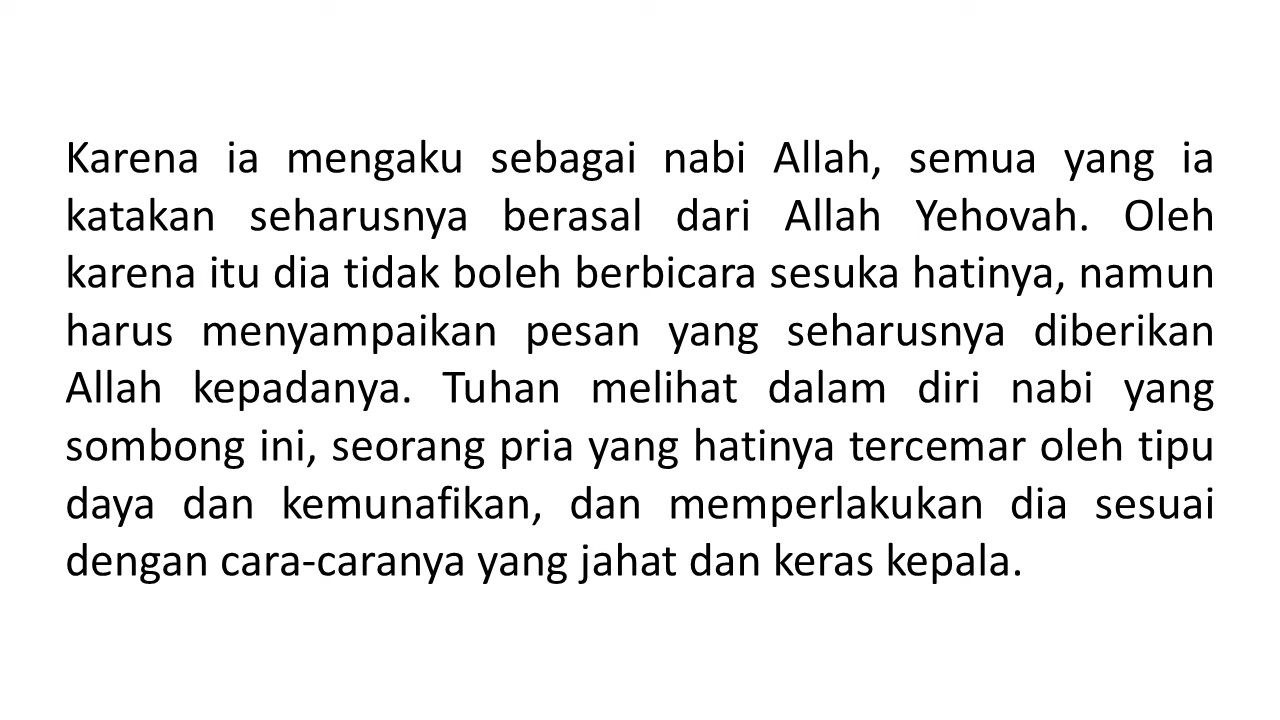 Karena ia mengaku sebagai nabi Allah, semua yang ia
katakan seharusnya berasal dari Allah Yehovah. Oleh
karena itu dia tidak boleh berbicara sesuka hatinya, namun
harus menyampaikan pesan yang seharusnya diberikan
Allah kepadanya. Tuhan melihat dalam diri nabi yang
sombong ini, seorang pria yang hatinya tercemar oleh tipu
daya dan kemunafikan, dan memperlakukan dia sesuai
dengan cara-caranya yang jahat dan keras kepala.